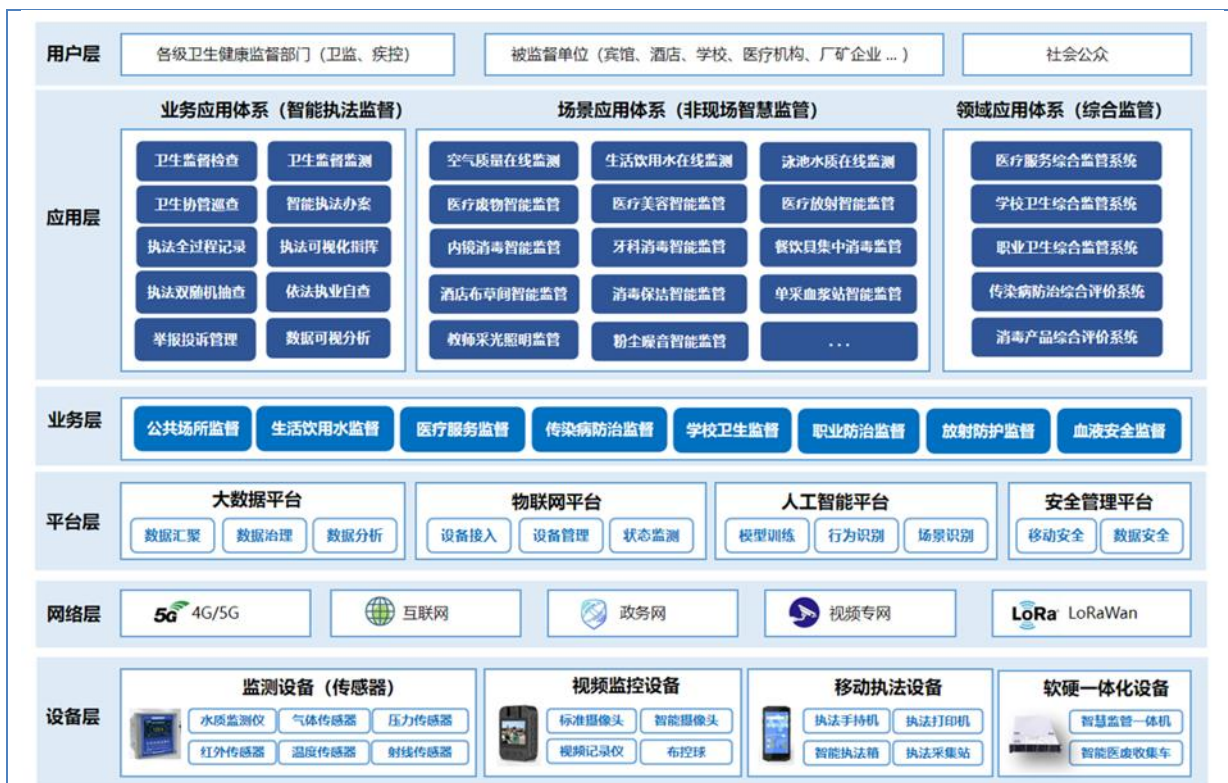 用户层
各级卫生健康监督部门（卫监、疾控）
被监督单位（宾馆、酒店、学校、医疗机构、厂矿企业 ... ）
社会公众
应用层
业务应用体系（智能执法监督）
卫生监督检查 卫生监督监测
卫生协管巡查 智能执法办案
执法全过程记录 执法可视化指挥
执法双随机抽查 依法执业自查
举报投诉管理 数据可视分析
场景应用体系（非现场智慧监管）
空气质量在线监测 生活饮用水在线监测 泳池水质在线监测
医疗废物智能监管 医疗美容智能监管 医疗放射智能监管
内镜消毒智能监管 牙科消毒智能监管 餐饮具集中消毒监管
酒店布草间智能监管 消毒保洁智能监管 单采血浆站智能监管
教师采光照明监管 粉尘噪音智能监管 ...
领域应用体系（综合监管）
医疗服务综合监管系统
学校卫生综合监管系统
职业卫生综合监管系统
传染病防治综合评价系统
消毒产品综合评价系统
业务层
公共场所监督 生活饮用水监督 医疗服务监督 传染病防治监督 学校卫生监督 职业防治监督 放射防护监督 血液安全监督
平台层
大数据平台
数据汇聚 数据治理 数据分析
物联网平台
设备接入 设备管理 状态监测
人工智能平台
模型训练 行为识别 场景识别
安全管理平台
移动安全 数据安全
网络层
5G 4G/5G
互联网
政务网
视频专网
LoRa LoRaWan
设备层
监测设备（传感器）
水质监测仪 气体传感器 压力传感器
红外传感器 温度传感器 射线传感器
视频监控设备
标准摄像头 智能摄像头
视频记录仪 布控球
移动执法设备
执法手持机 执法打印机
智能执法箱 执法采集站
软硬一体化设备
智慧监管一体机
智能医废收集车